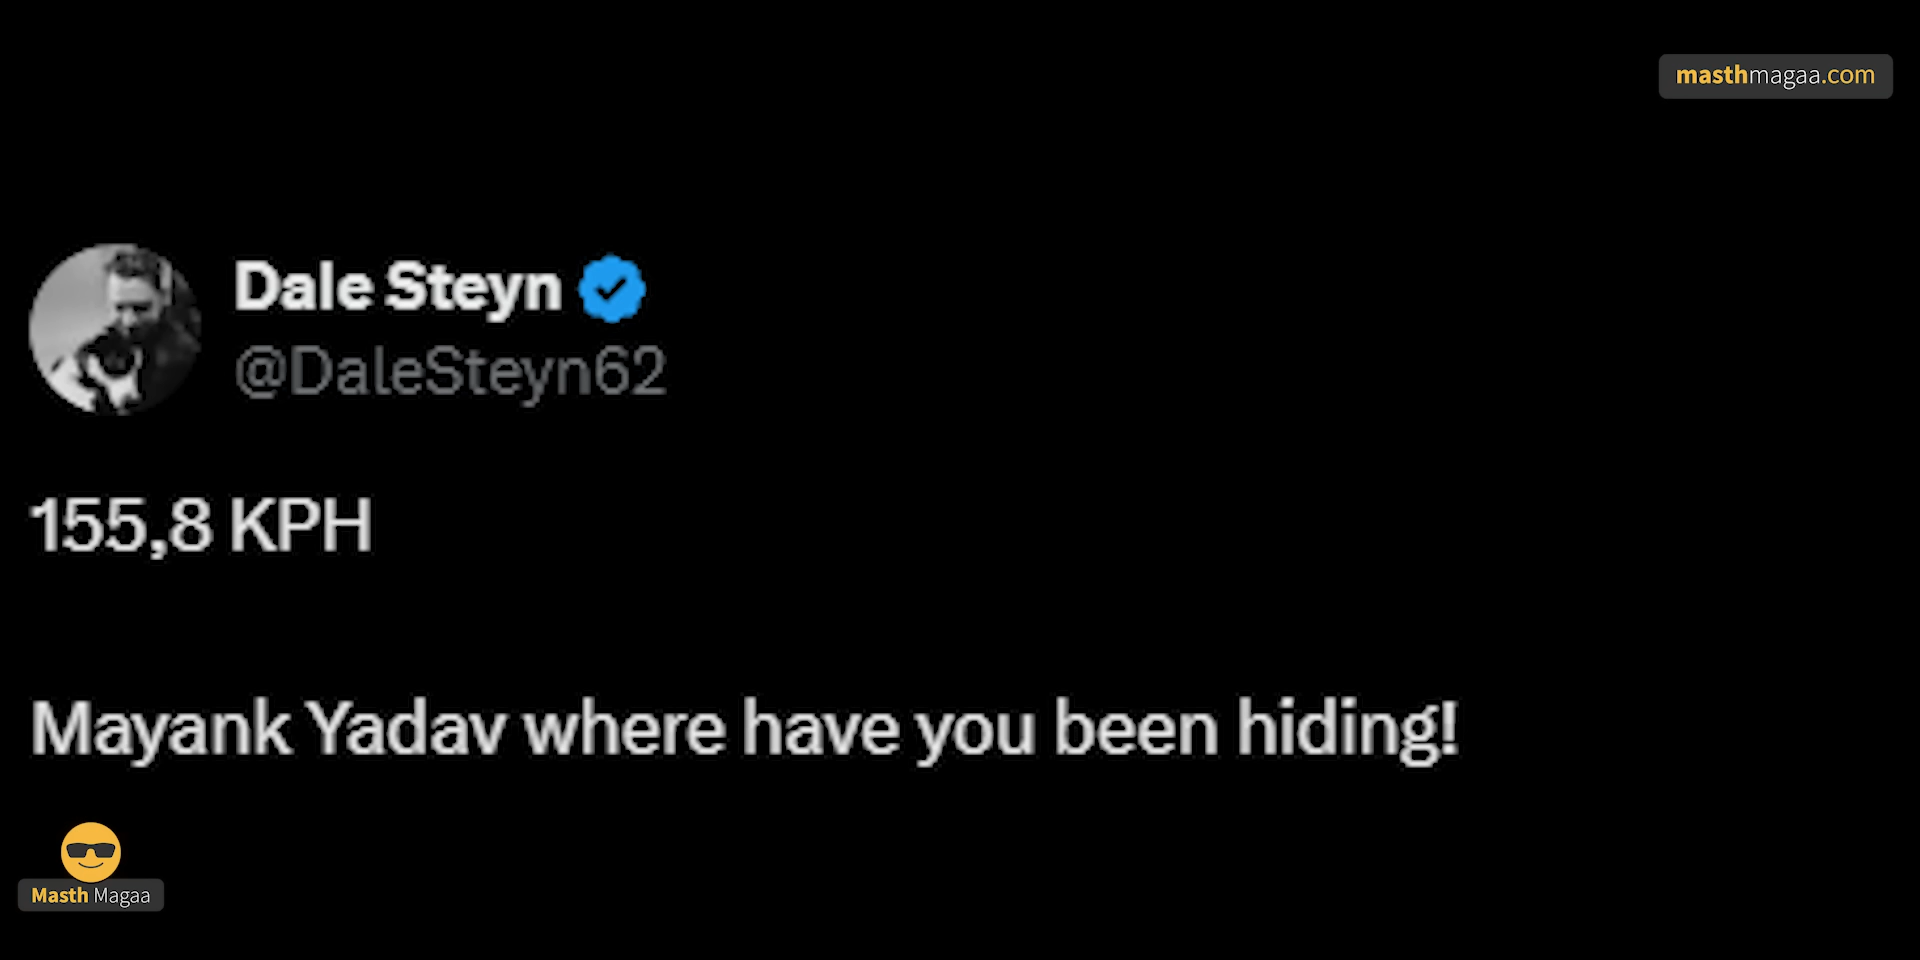 masthmagaa.com
Dale Steyn
@DaleSteyn62
155,8 KPH
Mayank Yadav where have you been hiding!
Masth Magaa